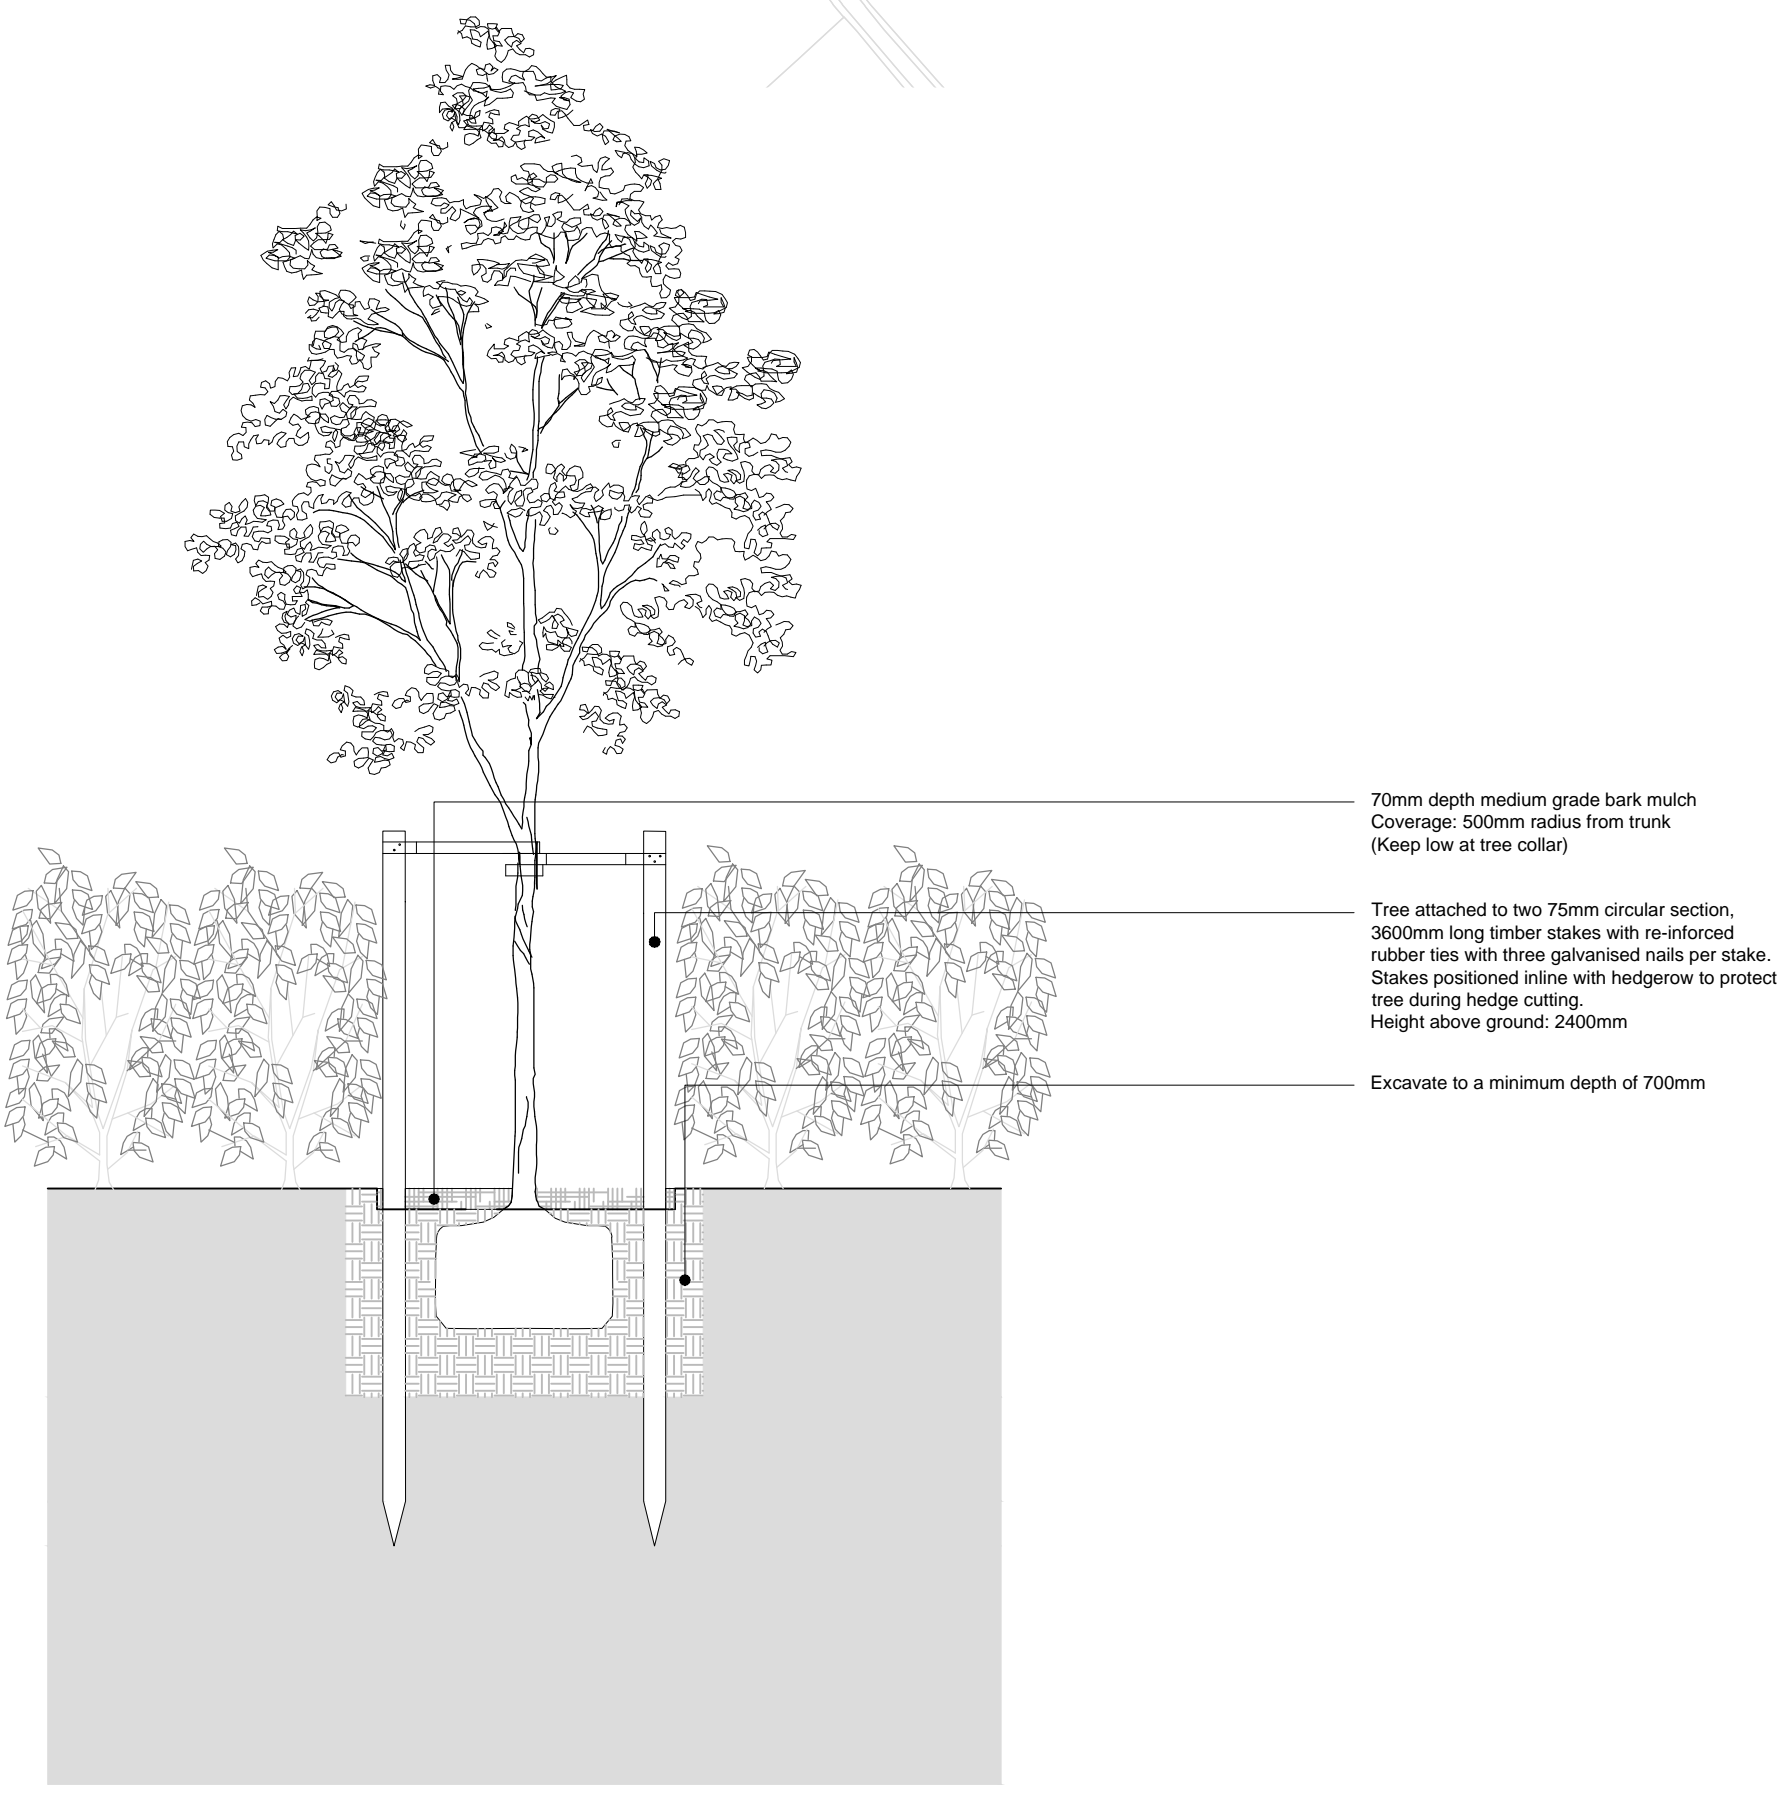 70mm depth medium grade bark mulch
Coverage: 500mm radius from trunk
(Keep low at tree collar)
Tree attached to two 75mm circular section,
3600mm long timber stakes with re-inforced
rubber ties with three galvanised nails per stake.
Stakes positioned inline with hedgerow to protect
tree during hedge cutting.
Height above ground: 2400mm
Excavate to a minimum depth of 700mm